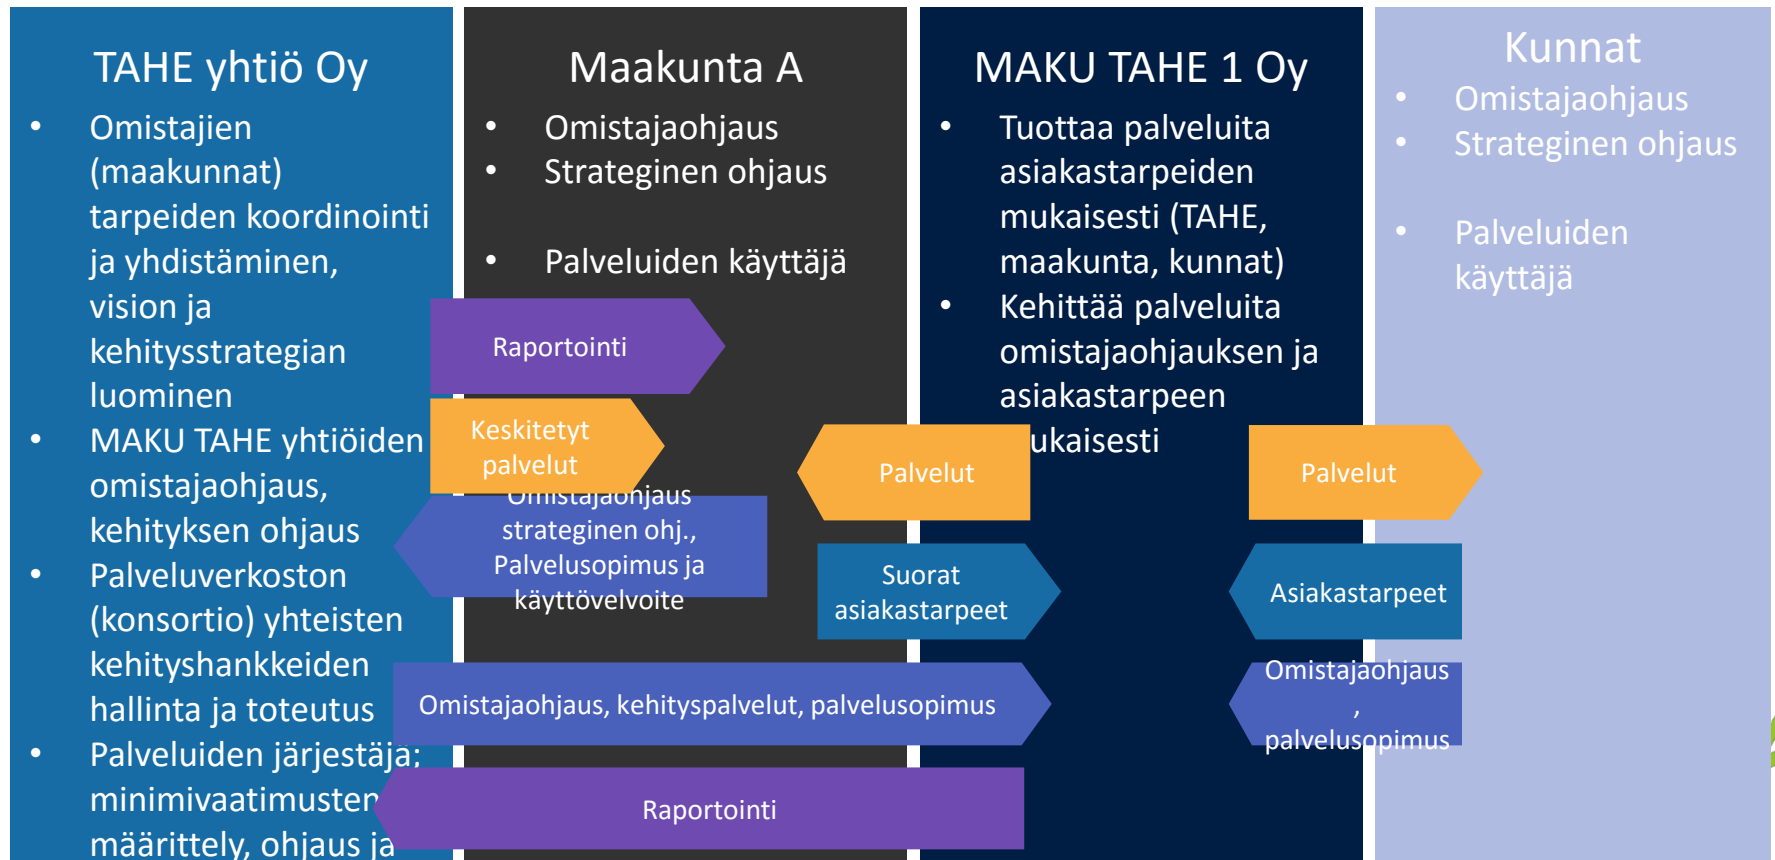 TAHE yhtiö Oy
• Omistajien
(maakunnat)
tarpeiden koordinointi
ja yhdistäminen,
vision ja
kehitysstrategian
luominen
• MAKU TAHE yhtiöiden
omistajaohjaus,
kehityksen ohjaus
• Palveluverkoston
(konsortio) yhteisten
kehityshankkeiden
hallinta ja toteutus
• Palveluiden järjestäjä;
minimivaatimusten
määrittely, ohjaus ja
Maakunta A
• Omistajaohjaus
• Strateginen ohjaus
• Palveluiden käyttäjä
MAKU TAHE 1 Oy
• Tuottaa palveluita
asiakastarpeiden
mukaisesti (TAHE,
maakunta, kunnat)
• Kehittää palveluita
omistajaohjauksen ja
asiakastarpeen
ukaisesti
Kunnat
• Omistajaohjaus
• Strateginen ohjaus
• Palveluiden
käyttäjä
Raportointi
Keskitetyt
palvelut
Omistajaohjaus
strateginen ohj.,
Palvelusopimus ja
käyttövelvoite
Palvelut
Palvelut
Suorat
asiakastarpeet
Asiakastarpeet
Omistajaohjaus, kehityspalvelut, palvelusopimus
Omistajaohjaus
,
palvelusopimus
Raportointi